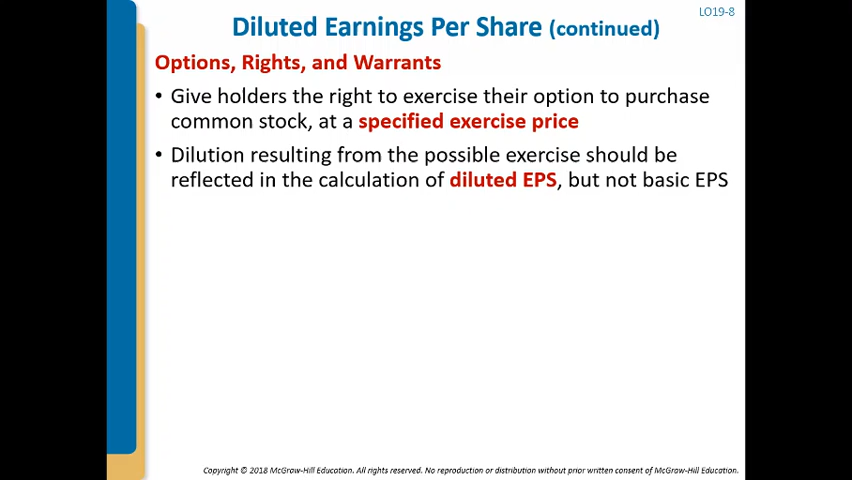 LO19-8
Diluted Earnings Per Share (continued)
Options, Rights, and Warrants
• Give holders the right to exercise their option to purchase
common stock, at a specified exercise price
• Dilution resulting from the possible exercise should be
reflected in the calculation of diluted EPS, but not basic EPS
Copyright © 2018 McGraw-Hill Education. All rights reserved. No reproduction or distribution without prior written consent of McGraw-Hill Education.